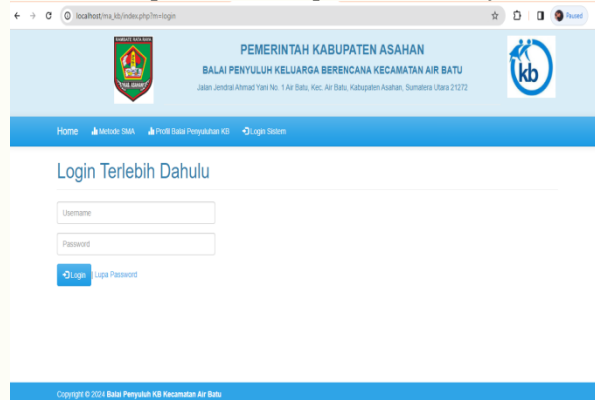 localhost/ma_kb/index.php?m=login
Paused
PEMERINTAH KABUPATEN ASAHAN
BALAI PENYULUH KELUARGA BERENCANA KECAMATAN AIR BATU
Jalan Jendral Ahmad Yani No. 1 Air Batu, Kec. Air Batu, Kabupaten Asahan, Sumatera Utara 21272
kb
Home Metode SMA Profil Balai Penyuluhan KB Login Sistem
Login Terlebih Dahulu
Username
Password
Login | Lupa Password
Copyright © 2024 Balai Penyuluh KB Kecamatan Air Batu